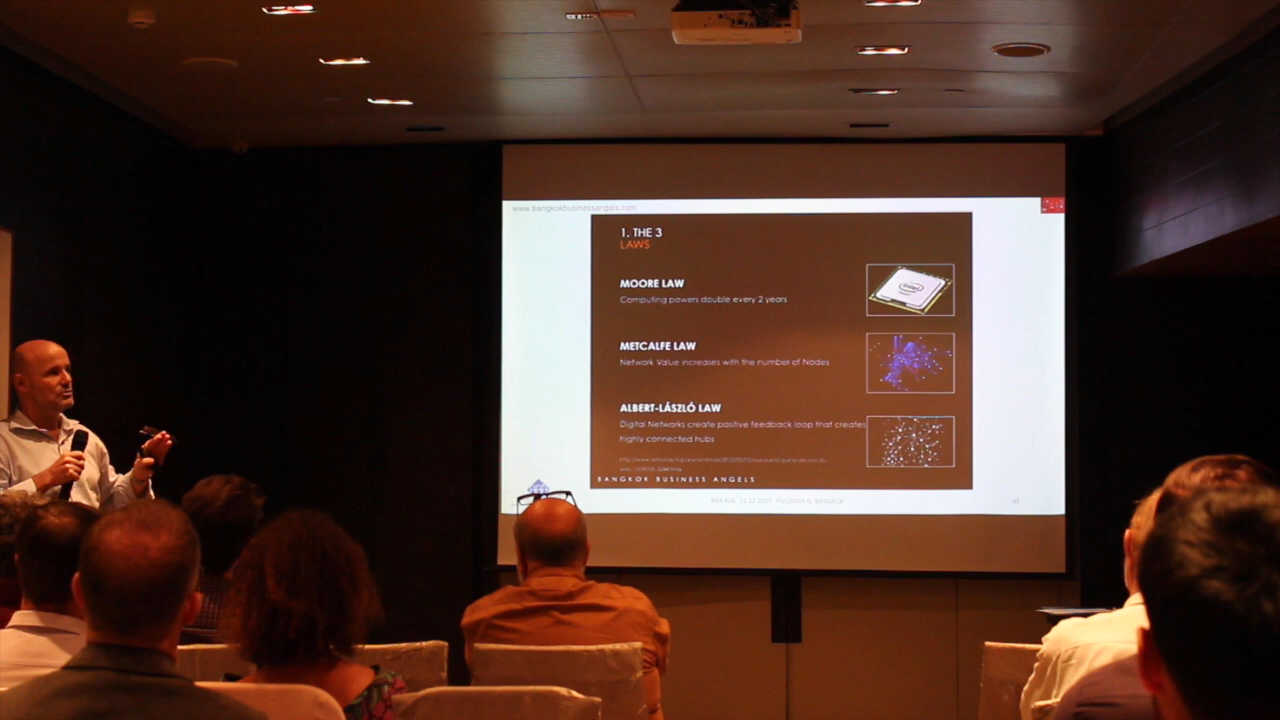 www.bangkokbusinessangels.com
1. THE 3
LAWS
MOORE LAW
Computing powers double every 2 years
intel
METCALFE LAW
Network Value increases with the number of Nodes
ALBERT-LÁSZLÓ LAW
Digital Networks create positive feedback loop that creates
highly connected hubs
BANGKOK BUSINESS ANGELS